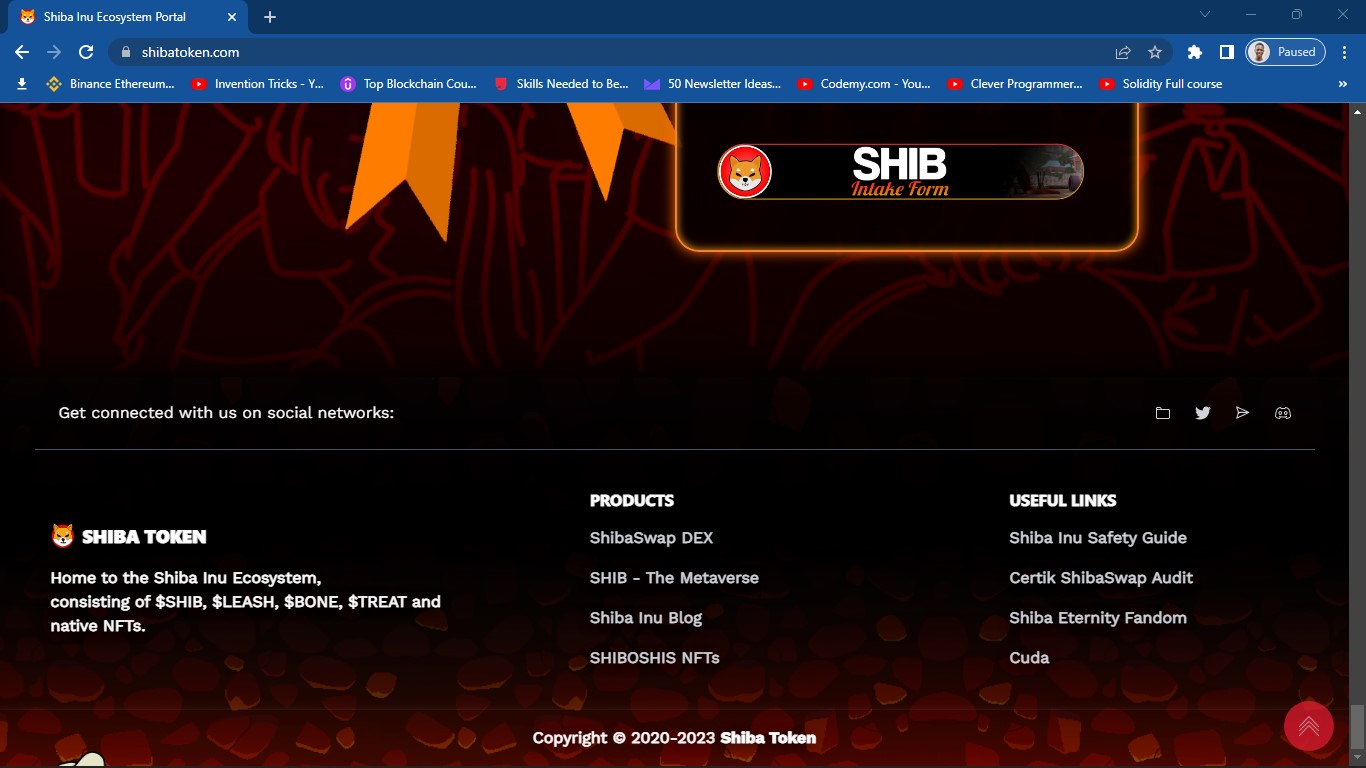 Shiba Inu Ecosystem Portal
shibatoken.com
Paused
Binance Ethereum... Invention Tricks - Y... Top Blockchain Cou... Skills Needed to Be... 50 Newsletter Ideas... Codemy.com - You... Clever Programmer... Solidity Full course
SHIB
Intake Form
Get connected with us on social networks:
SHIBA TOKEN
Home to the Shiba Inu Ecosystem,
consisting of $SHIB, $LEASH, $BONE, $TREAT and
native NFTs.
PRODUCTS
ShibaSwap DEX
SHIB - The Metaverse
Shiba Inu Blog
SHIBOSHIS NFTs
USEFUL LINKS
Shiba Inu Safety Guide
Certik ShibaSwap Audit
Shiba Eternity Fandom
Cuda
Copyright © 2020-2023 Shiba Token